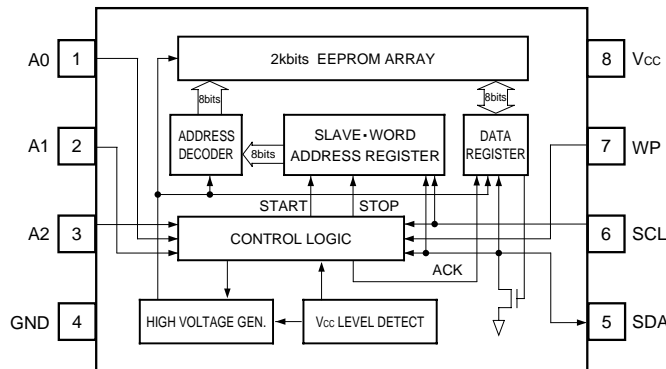 A0 1
2kbits EEPROM ARRAY
8 Vcc
8bits
8bits
A1 2
ADDRESS
DECODER
8bits
SLAVE・WORD
ADDRESS REGISTER
DATA
REGISTER
7 WP
START
STOP
A2 3
CONTROL LOGIC
6 SCL
ACK
GND 4
HIGH VOLTAGE GEN.
Vcc LEVEL DETECT
5 SDA